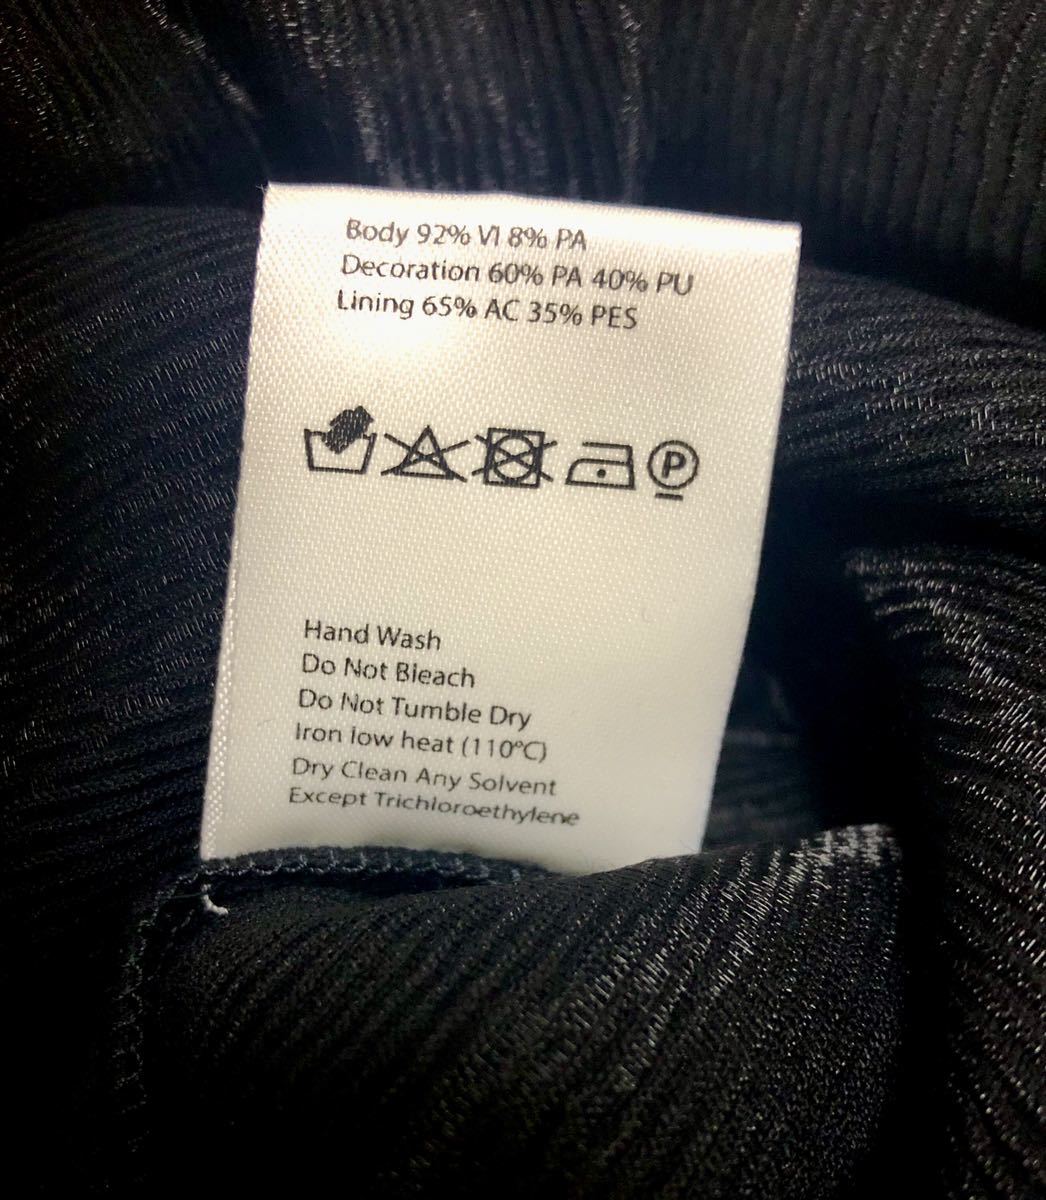 Body 92% VI 8% PA
Decoration 60% PA 40% PU
Lining 65% AC 35% PES
P
Hand Wash
Do Not Bleach
Do Not Tumble Dry
Iron low heat (110ºC)
Dry Clean Any Solvent
Except Trichloroethylene